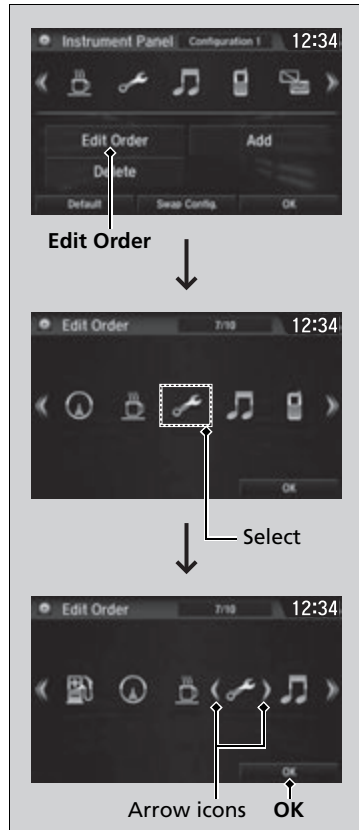 Instrument Panel Configuration 1 12:34
Edit Order Add
Delete
Default Swap Config. OK
Edit Order
Edit Order 7/10 12:34
OK
Select
Edit Order 7/10 12:34
OK
Arrow icons OK